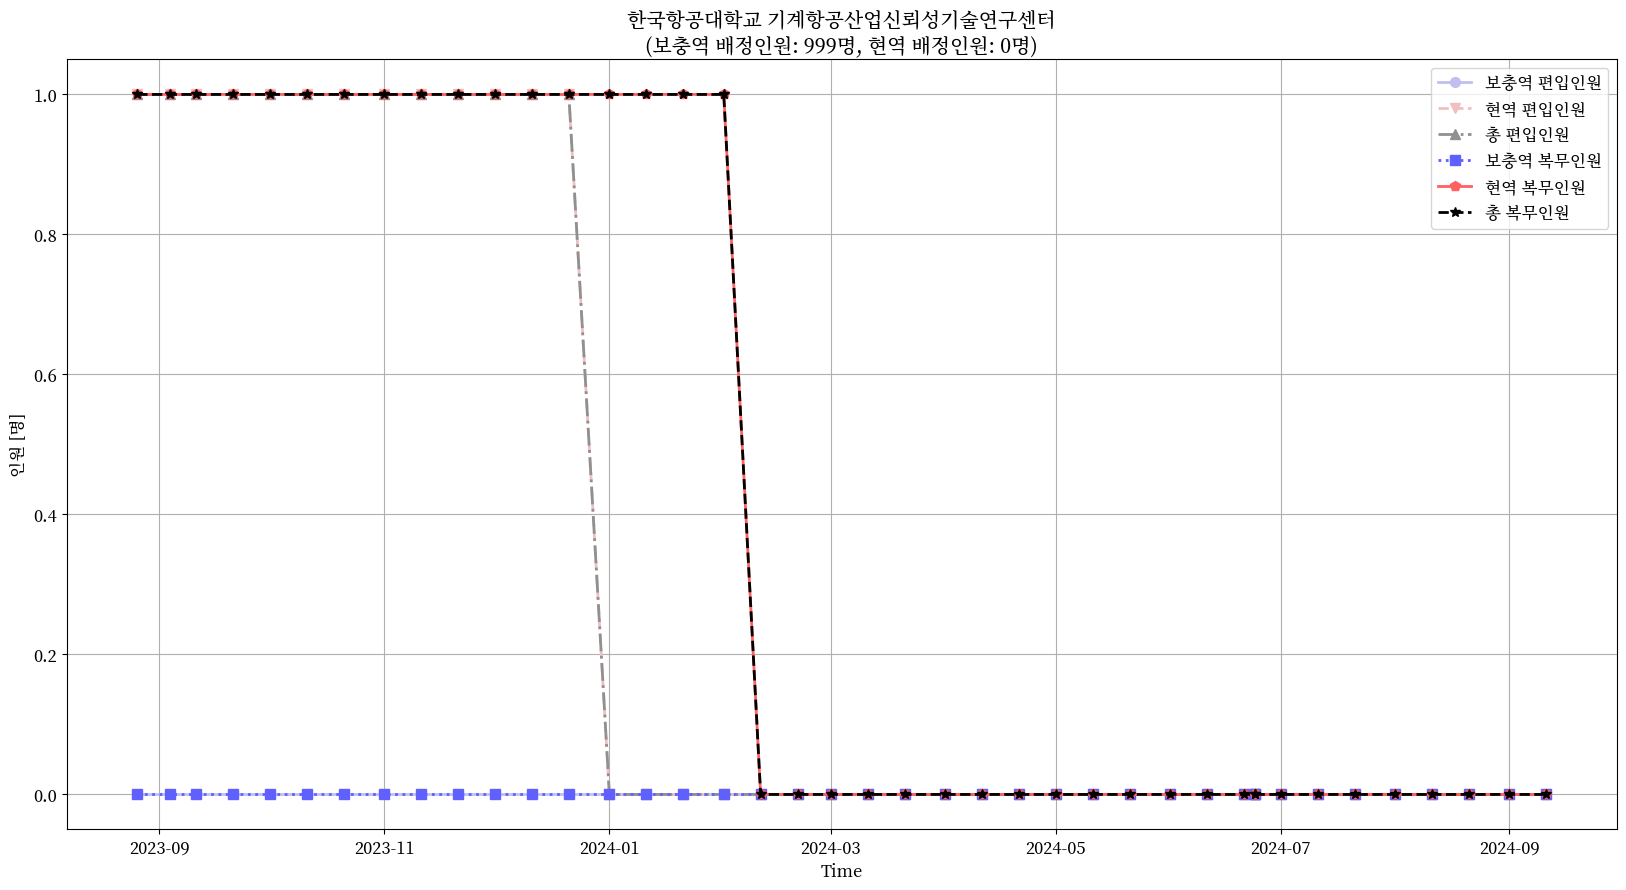 한국항공대학교 기계항공산업신뢰성기술연구센터
(보충역 배정인원: 999명, 현역 배정인원: 0명)
보충역 편입인원
현역 편입인원
총 편입인원
보충역 복무인원
현역 복무인원
총 복무인원
인원 [명]
1.0
0.8
0.6
0.4
0.2
0.0
2023-09 2023-11 2024-01 2024-03 2024-05 2024-07 2024-09
Time